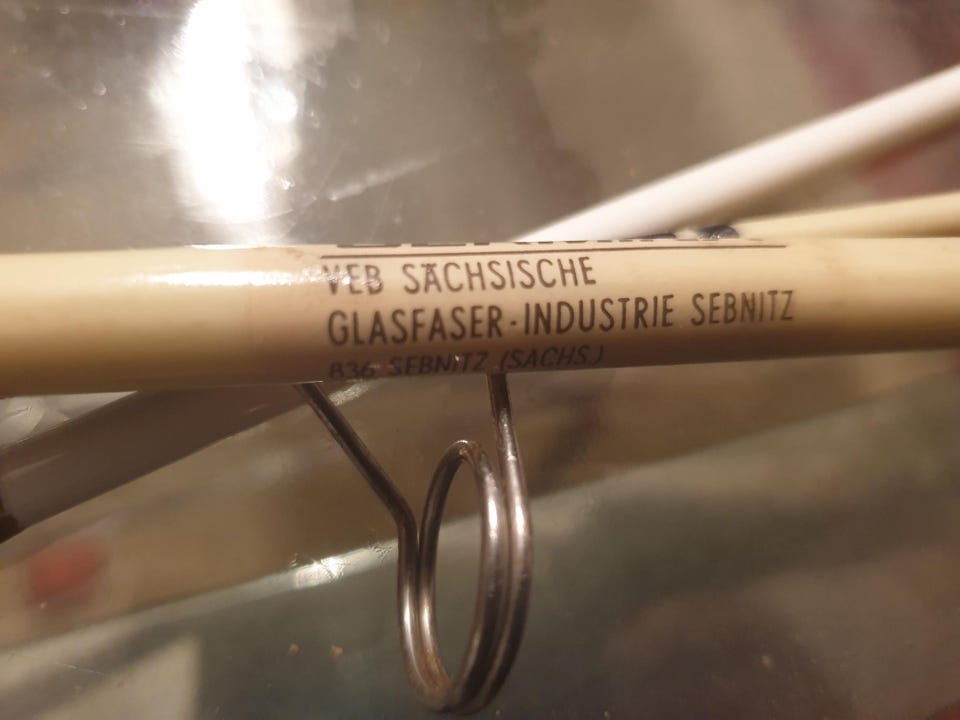 VEB SÄCHSISCHE
GLASFASER-INDUSTRIE SEBNITZ
836 SEBNITZ (SACHS.)